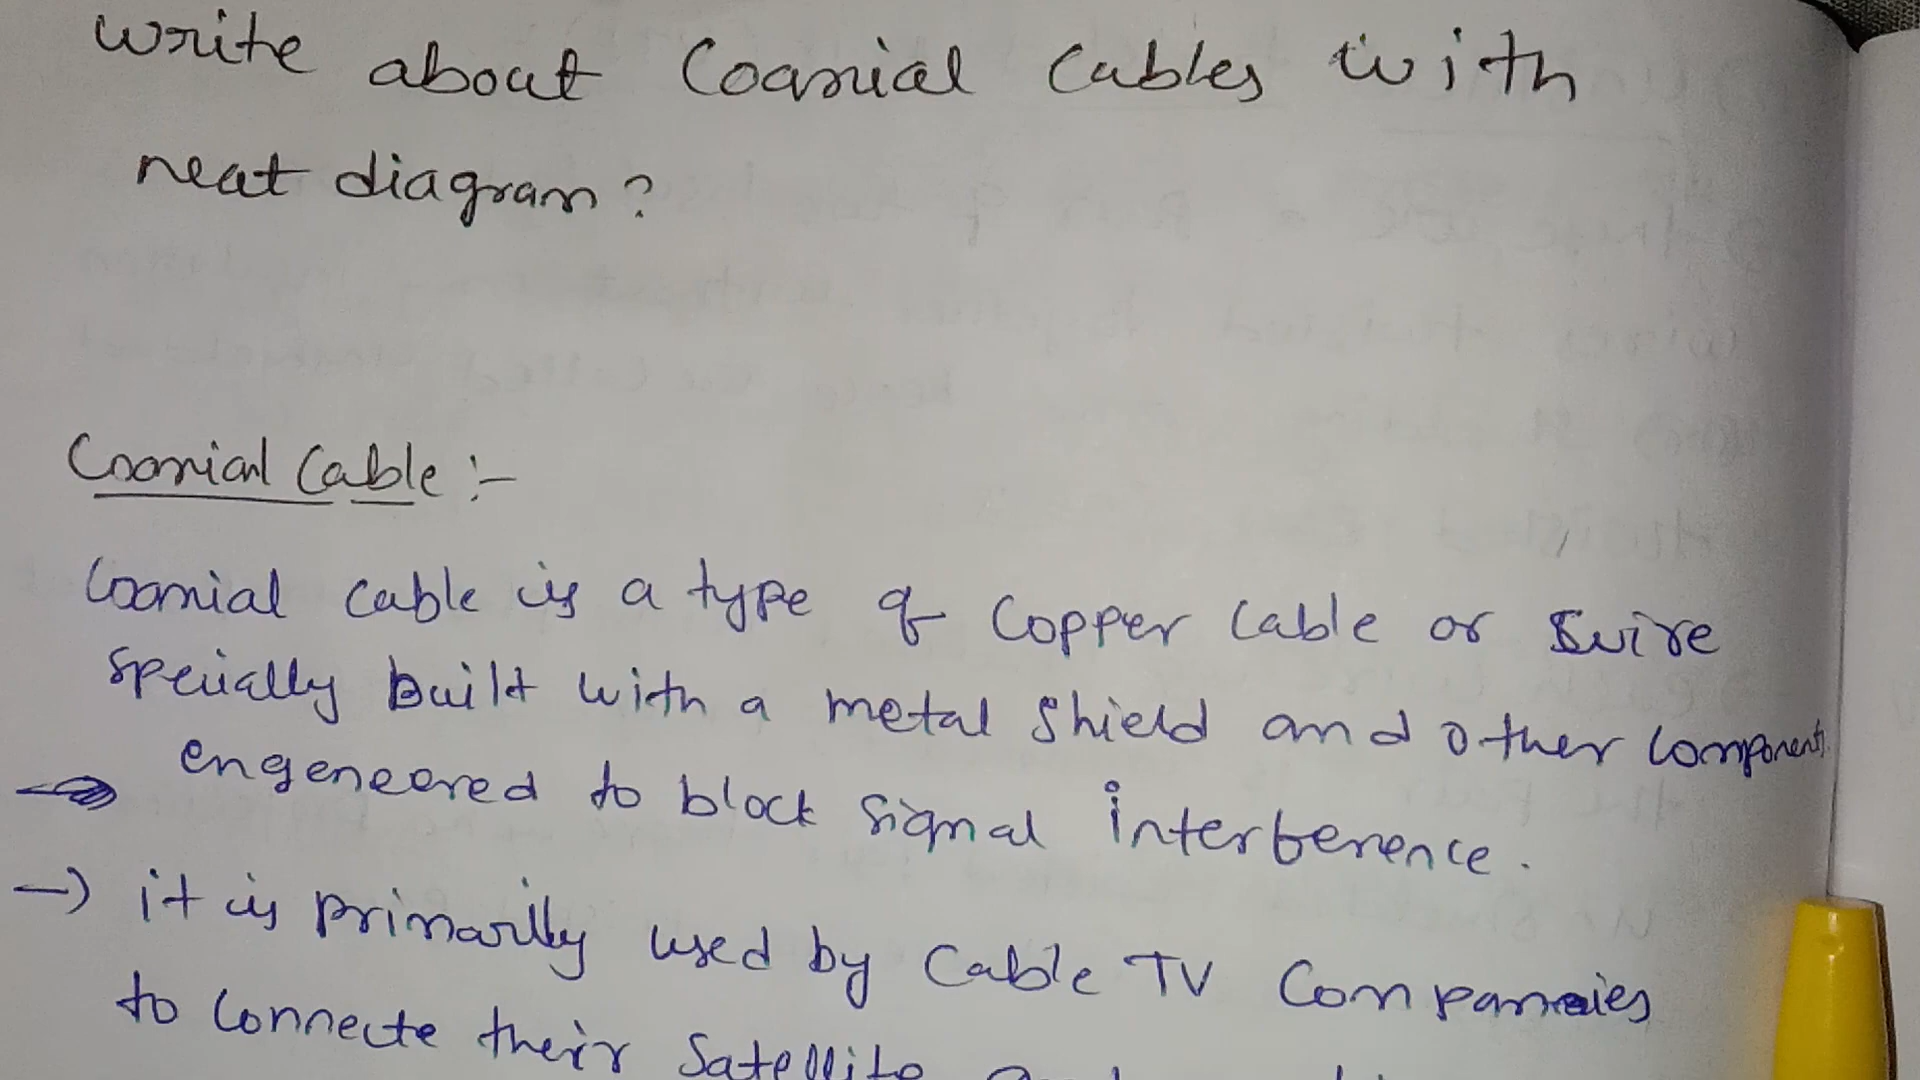 write about Coaxial Cables with
neat diagram?
Coaxial Cable :-
Coaxial cable is a type of Copper Cable or wire
specially built with a metal shield and other components
engeneered to block signal interference.
→ it is primarily used by Cable TV Companies
to Connecte their Satellite